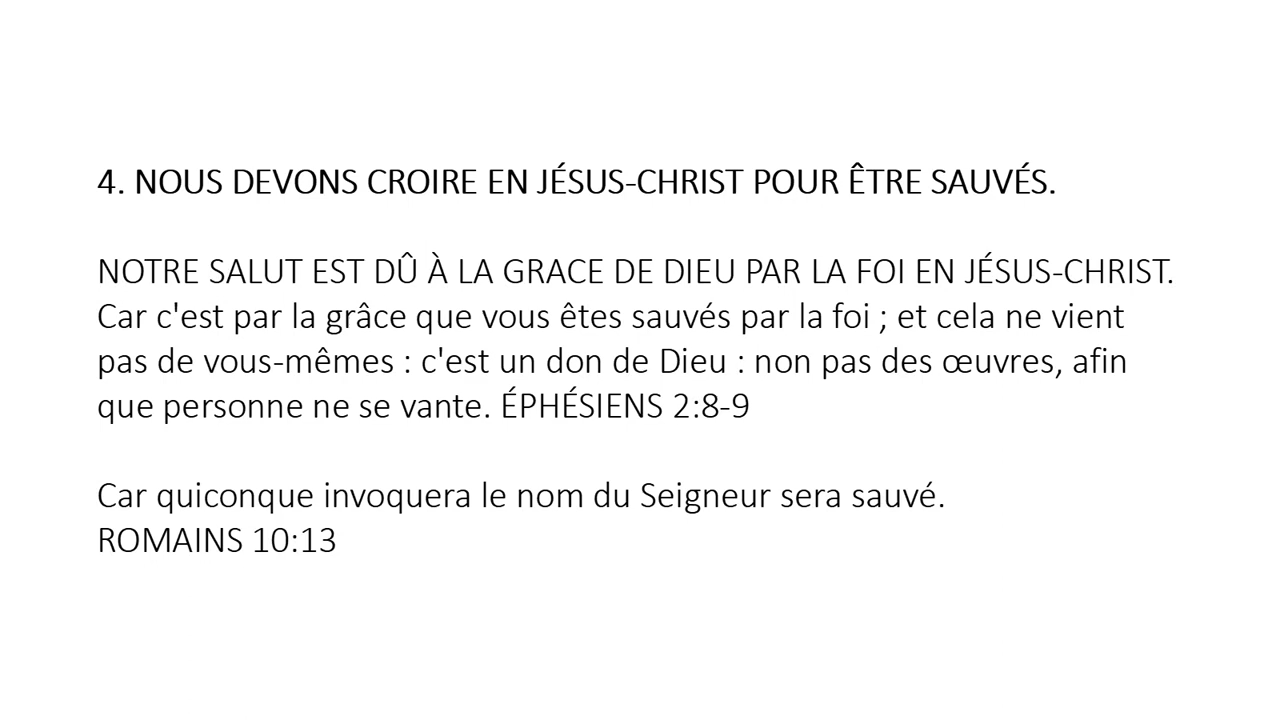 4. NOUS DEVONS CROIRE EN JÉSUS-CHRIST POUR ÊTRE SAUVÉS.
NOTRE SALUT EST DÛ À LA GRACE DE DIEU PAR LA FOI EN JÉSUS-CHRIST.
Car c'est par la grâce que vous êtes sauvés par la foi ; et cela ne vient
pas de vous-mêmes : c'est un don de Dieu : non pas des œuvres, afin
que personne ne se vante. ÉPHÉSIENS 2:8-9
Car quiconque invoquera le nom du Seigneur sera sauvé.
ROMAINS 10:13